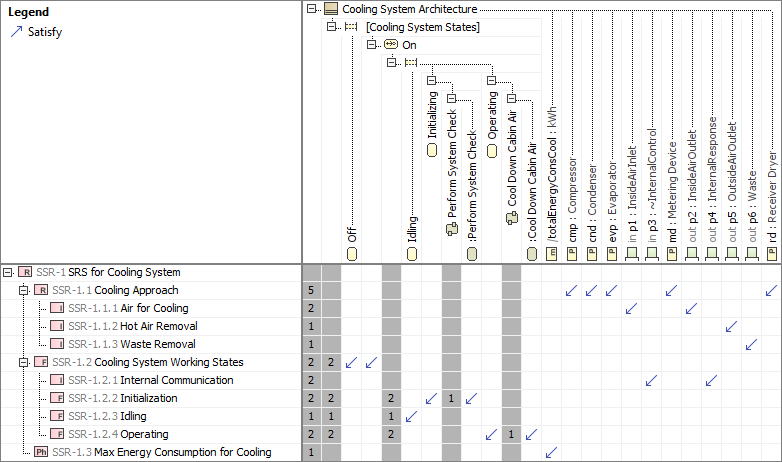 Legend
Satisfy
Cooling System Architecture
[Cooling System States]
On
Off
Idling
Initializing
Perform System Check
:Perform System Check
Operating
Cool Down Cabin Air
:Cool Down Cabin Air
/totalEnergyConsCool : kWh
cmp : Compressor
cnd : Condenser
evp : Evaporator
in p1 : InsideAirInlet
in p3 : ~InternalControl
md : Metering Device
out p2 : InsideAirOutlet
out p4 : InternalResponse
out p5 : OutsideAirOutlet
out p6 : Waste
rd : Receiver Dryer
R SSR-1 SRS for Cooling System
R SSR-1.1 Cooling Approach 5
I SSR-1.1.1 Air for Cooling 2
I SSR-1.1.2 Hot Air Removal 1
I SSR-1.1.3 Waste Removal 1
F SSR-1.2 Cooling System Working States 2 2
I SSR-1.2.1 Internal Communication 2
F SSR-1.2.2 Initialization 2 2 2 1
F SSR-1.2.3 Idling 1 1 1
F SSR-1.2.4 Operating 2 2 2 1
Ph SSR-1.3 Max Energy Consumption for Cooling 1